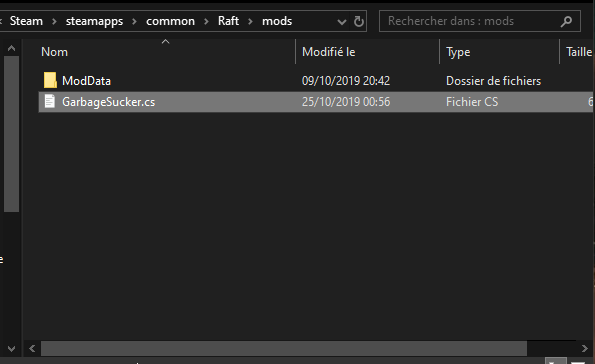 Steam > steamapps > common > Raft > mods Rechercher dans : mods
Nom Modifié le Type Taille
ModData 09/10/2019 20:42 Dossier de fichiers
GarbageSucker.cs 25/10/2019 00:56 Fichier CS 6
e